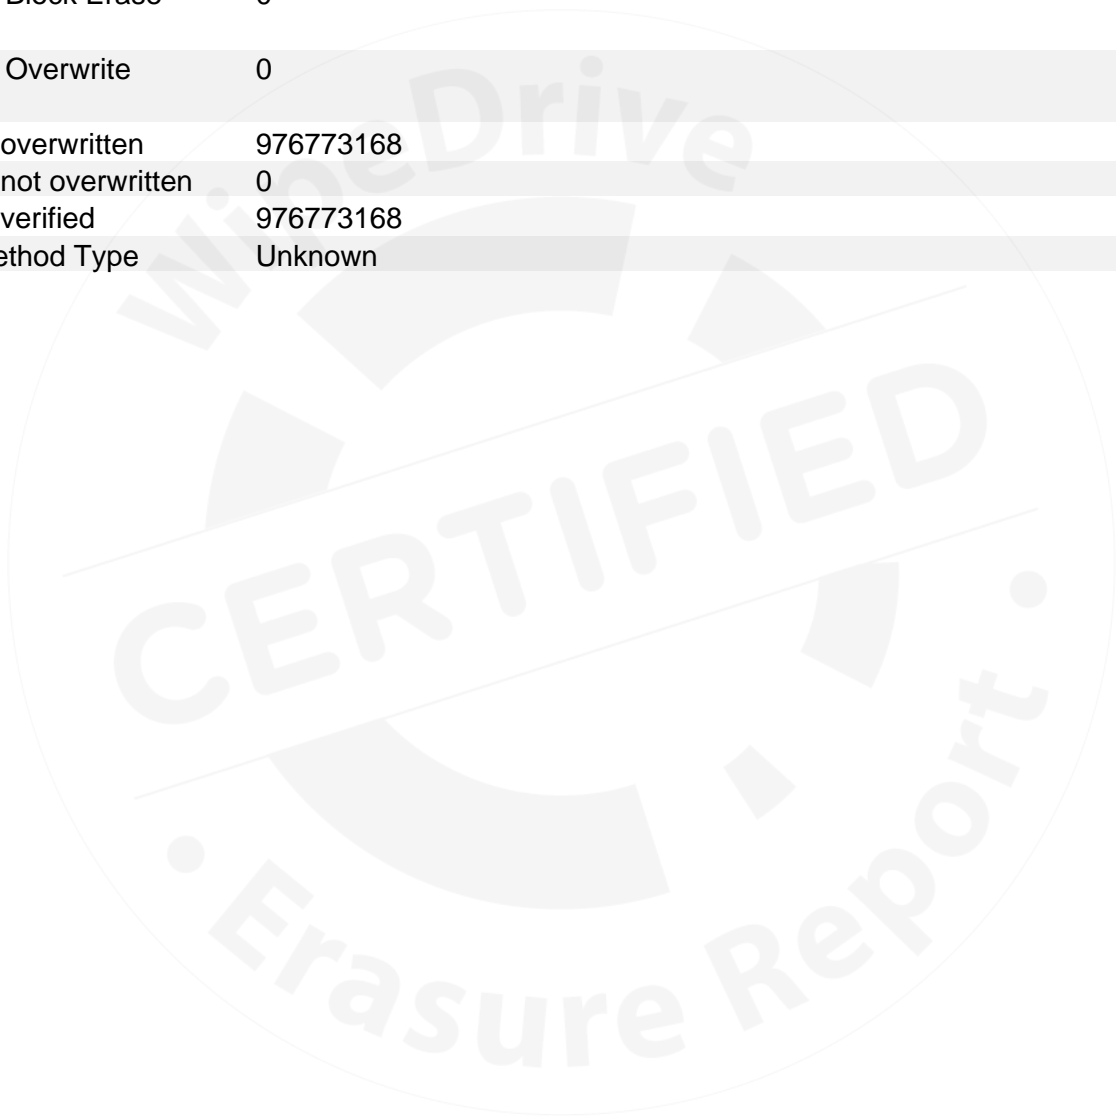 Block Erase 0
Overwrite 0
overwritten 976773168
not overwritten 0
verified 976773168
ethod Type Unknown
WipeDrive
CERTIFIED
• Erasure Report •